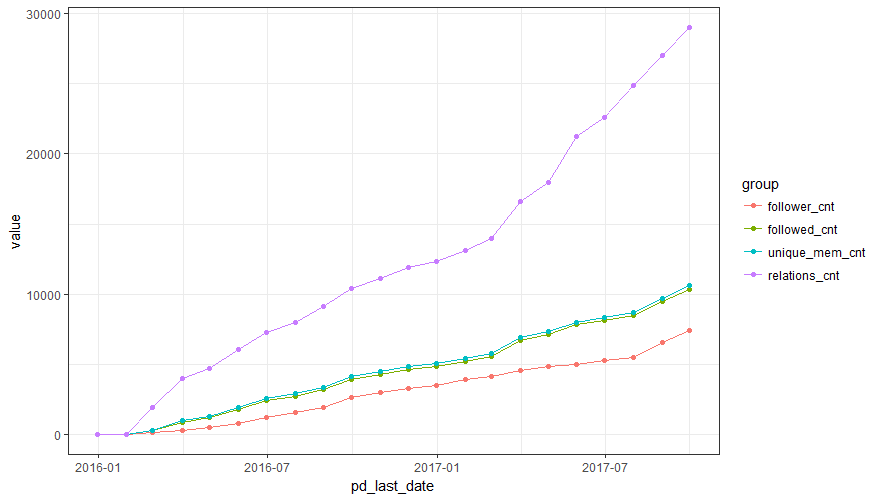 30000
20000
10000
0
value
2016-01
2016-07
2017-01
2017-07
pd_last_date
group
follower_cnt
followed_cnt
unique_mem_cnt
relations_cnt